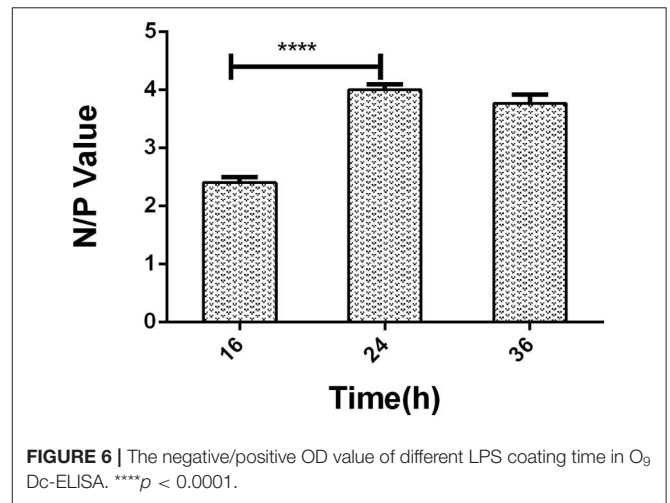 ****
N/P Value
5
4
3
2
1
0
16
24
36
Time(h)
FIGURE 6 | The negative/positive OD value of different LPS coating time in O₉
Dc-ELISA. ****p < 0.0001.